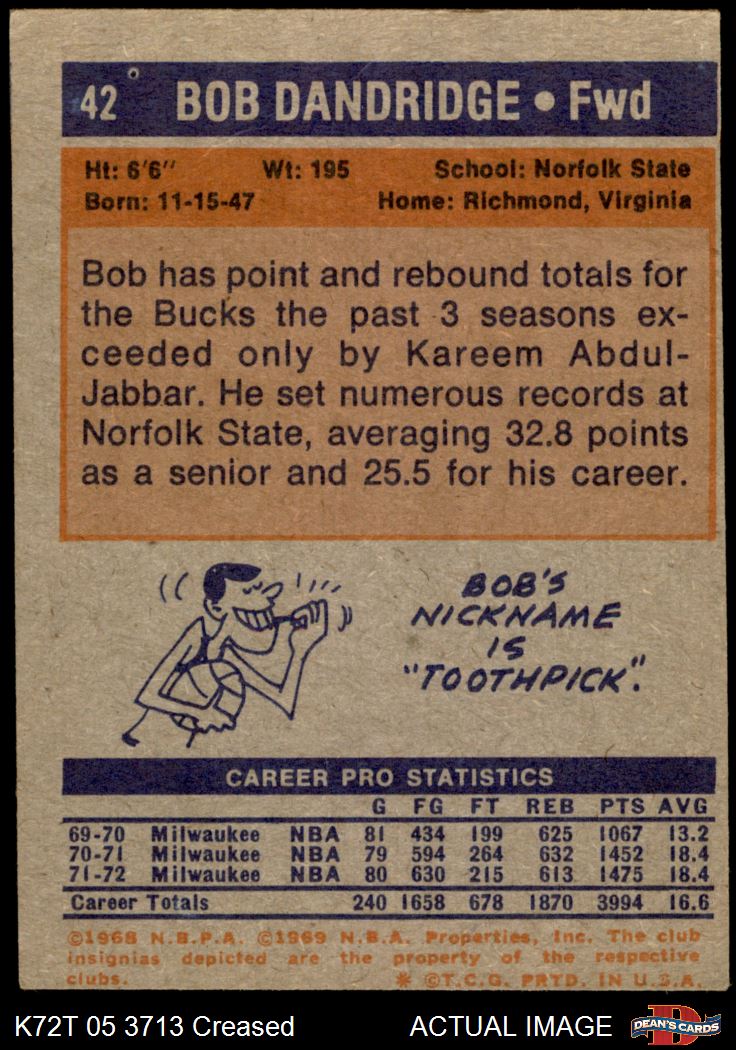 42 BOB DANDRIDGE • Fwd
Ht: 6'6" Wt: 195 School: Norfolk State
Born: 11-15-47 Home: Richmond, Virginia
Bob has point and rebound totals for
the Bucks the past 3 seasons ex-
ceeded only by Kareem Abdul-
Jabbar. He set numerous records at
Norfolk State, averaging 32.8 points
as a senior and 25.5 for his career.
BOB'S
NICKNAME
IS
"TOOTHPICK".
CAREER PRO STATISTICS
G FG FT REB PTS AVG
69-70 Milwaukee NBA 81 434 199 625 1067 13.2
70-71 Milwaukee NBA 79 594 264 632 1452 18.4
71-72 Milwaukee NBA 80 630 215 613 1475 18.4
Career Totals 240 1658 678 1870 3994 16.6
©1968 N.B.P.A. ©1969 N.B.A. Properties, Inc. The club
insignias depicted are the property of the respective
clubs. * ©T.C.G. PRTD. IN U.S.A.
K72T 05 3713 Creased ACTUAL IMAGE DEAN'S CARDS